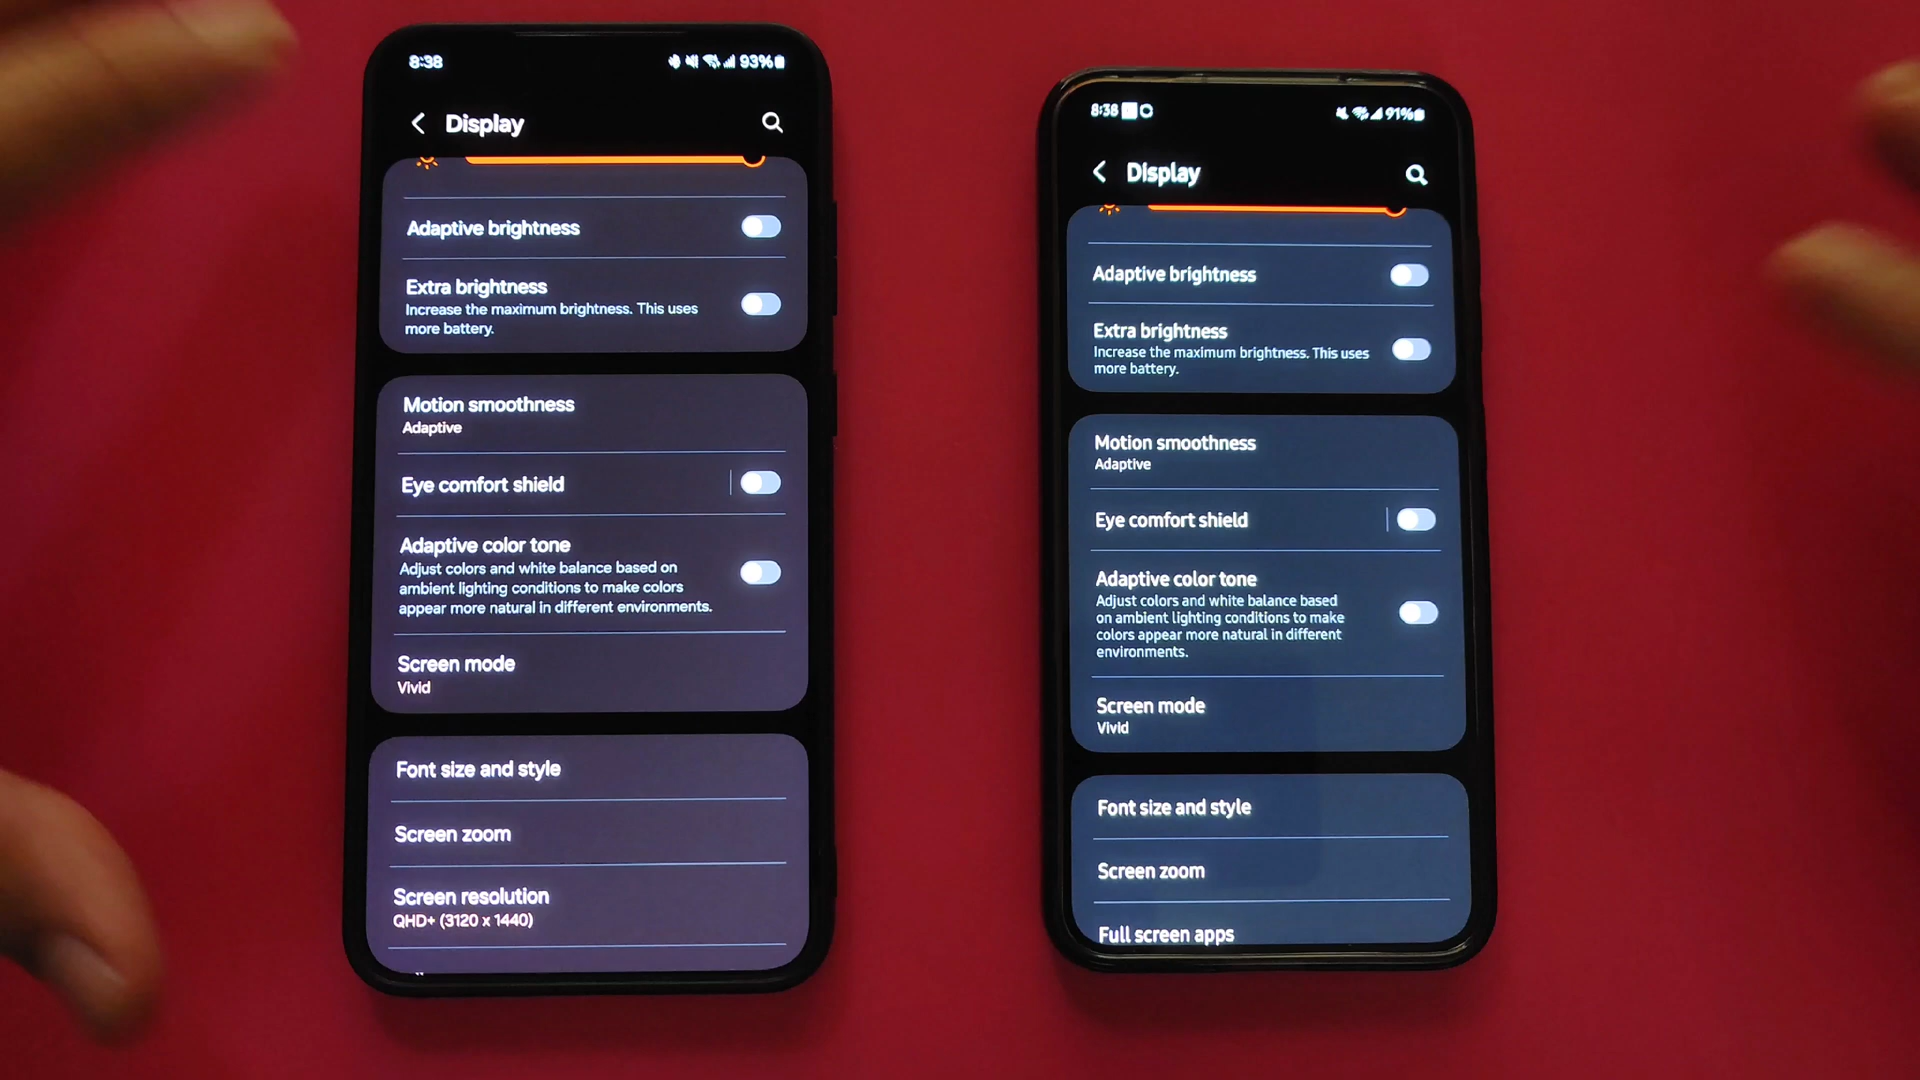 8:38
93%
Display
Adaptive brightness
Extra brightness
Increase the maximum brightness. This uses
more battery.
Motion smoothness
Adaptive
Eye comfort shield
Adaptive color tone
Adjust colors and white balance based on
ambient lighting conditions to make colors
appear more natural in different environments.
Screen mode
Vivid
Font size and style
Screen zoom
Screen resolution
QHD+ (3120 x 1440)
8:38
91%
Display
Adaptive brightness
Extra brightness
Increase the maximum brightness. This uses
more battery.
Motion smoothness
Adaptive
Eye comfort shield
Adaptive color tone
Adjust colors and white balance based
on ambient lighting conditions to make
colors appear more natural in different
environments.
Screen mode
Vivid
Font size and style
Screen zoom
Full screen apps